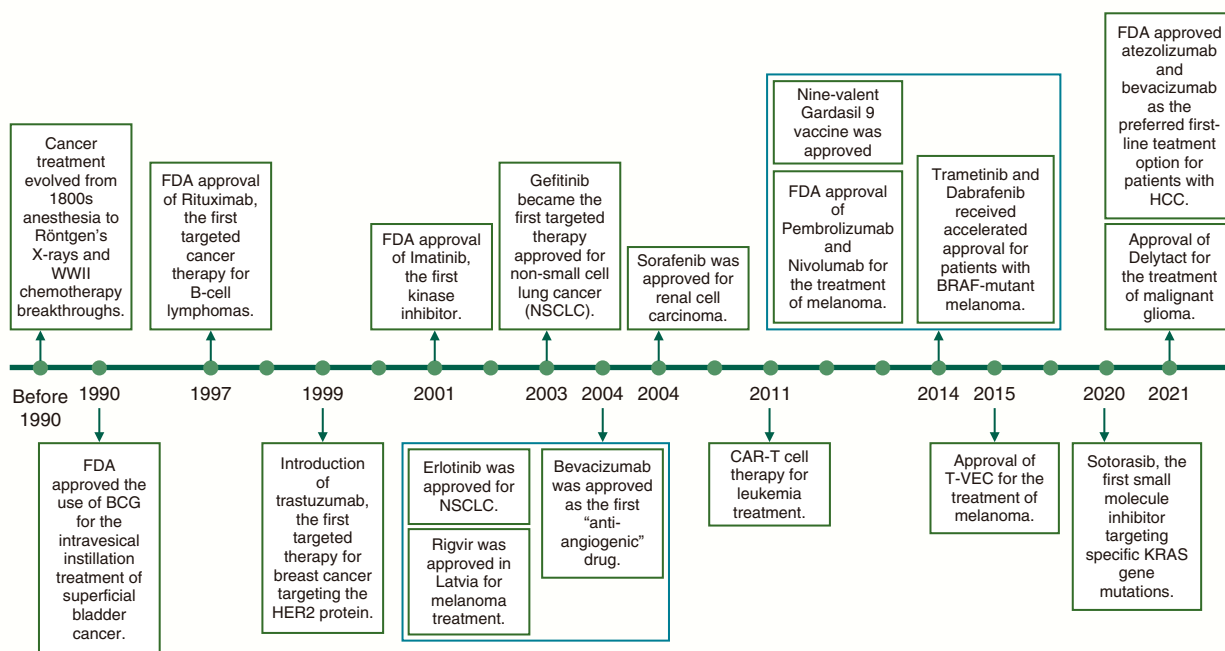 Cancer
treatment
evolved from
1800s
anesthesia to
Röntgen's
X-rays and
WWII
chemotherapy
breakthroughs.
FDA approval
of Rituximab,
the first
targeted
cancer
therapy for
B-cell
lymphomas.
FDA approval
of Imatinib,
the first
kinase
inhibitor.
Gefitinib
became the
first targeted
therapy
approved for
non-small cell
lung cancer
(NSCLC).
Sorafenib was
approved for
renal cell
carcinoma.
Nine-valent
Gardasil 9
vaccine was
approved
FDA approval
of
Pembrolizumab
and
Nivolumab for
the treatment
of melanoma.
Trametinib and
Dabrafenib
received
accelerated
approval for
patients with
BRAF-mutant
melanoma.
FDA approved
atezolizumab
and
bevacizumab
as the
preferred first-
line teatment
option for
patients with
HCC.
Approval of
Delytact for
the treatment
of malignant
glioma.
Before
1990
1990
1997
1999
2001
2003
2004
2004
2011
2014
2015
2020
2021
FDA
approved the
use of BCG
for the
intravesical
instillation
treatment of
superficial
bladder
cancer.
Introduction
of
trastuzumab,
the first
targeted
therapy for
breast cancer
targeting the
HER2 protein.
Erlotinib was
approved for
NSCLC.
Rigvir was
approved in
Latvia for
melanoma
treatment.
Bevacizumab
was approved
as the first
“anti-
angiogenic”
drug.
CAR-T cell
therapy for
leukemia
treatment.
Approval of
T-VEC for the
treatment of
melanoma.
Sotorasib, the
first small
molecule
inhibitor
targeting
specific KRAS
gene
mutations.